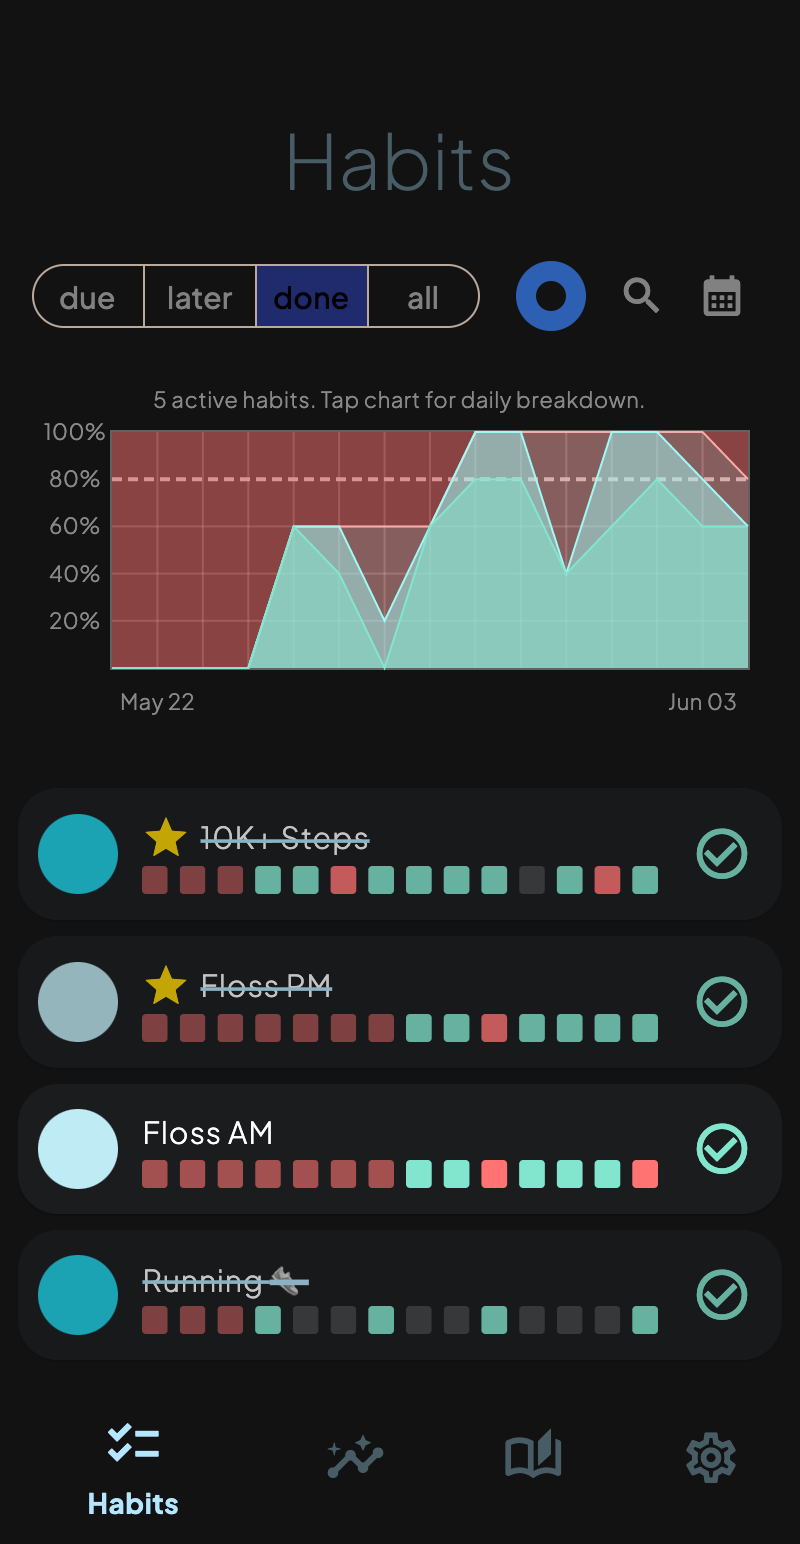 Habits
due later done all
5 active habits. Tap chart for daily breakdown.
100%
80%
60%
40%
20%
May 22 Jun 03
10K+ Steps
Floss PM
Floss AM
Running
Habits